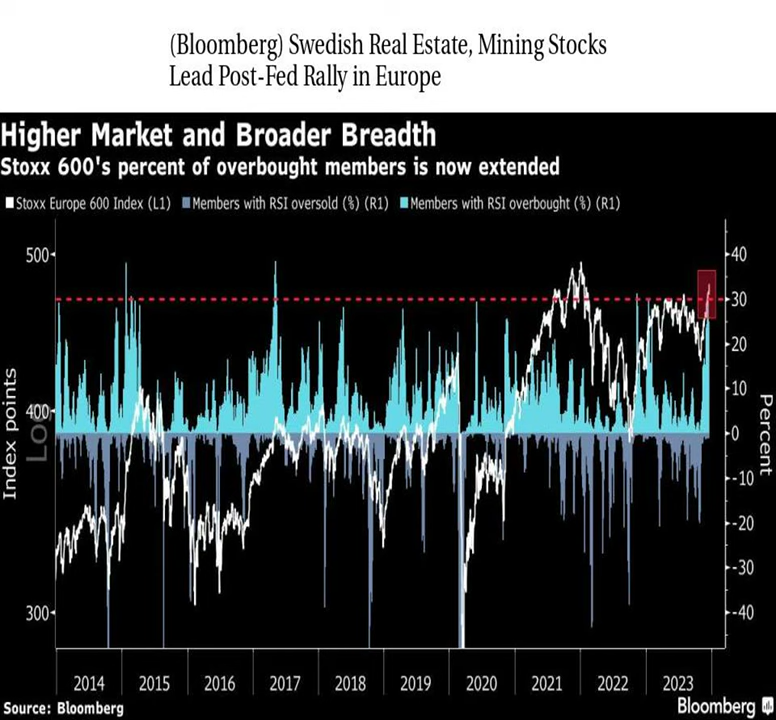 (Bloomberg) Swedish Real Estate, Mining Stocks
Lead Post-Fed Rally in Europe
Higher Market and Broader Breadth
Stoxx 600's percent of overbought members is now extended
Stoxx Europe 600 Index (L1) Members with RSI oversold (%) (R1) Members with RSI overbought (%) (R1)
500 40
30
20
10
400 0
-10
-20
-30
300 -40
Index points
Lo
Percent
2014 2015 2016 2017 2018 2019 2020 2021 2022 2023
Source: Bloomberg
Bloomberg